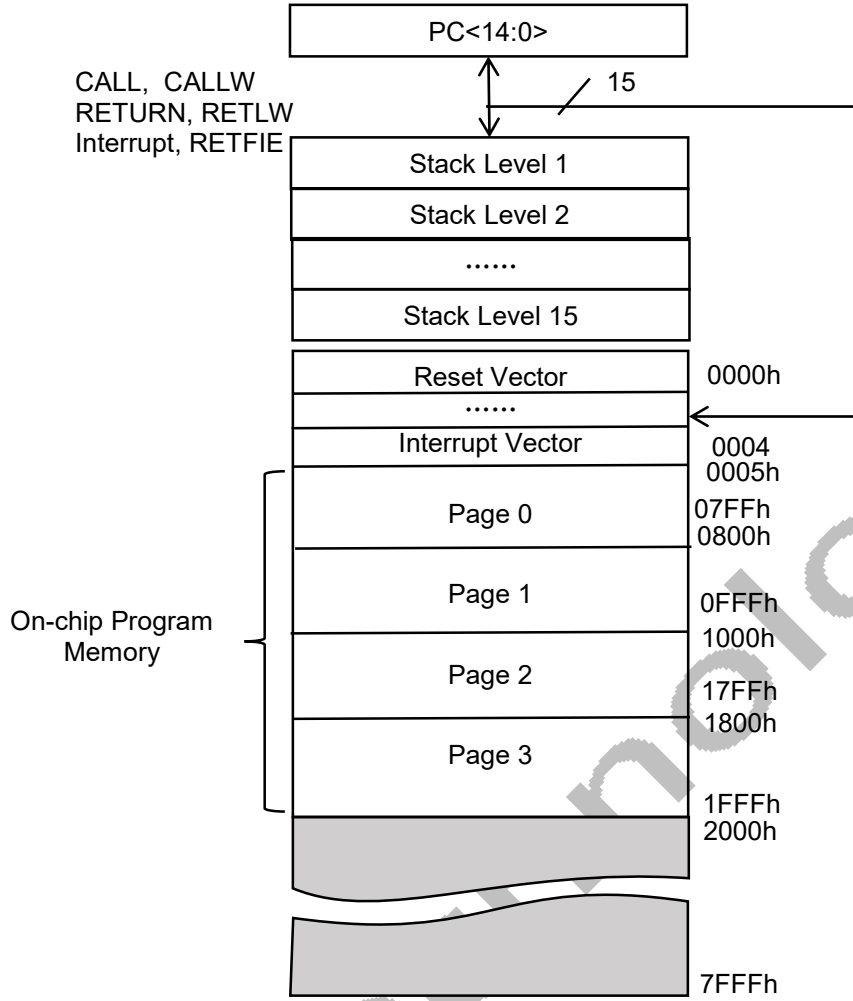 PC<14:0>
CALL, CALLW
RETURN, RETLW
Interrupt, RETFIE
15
Stack Level 1
Stack Level 2
······
Stack Level 15
Reset Vector
0000h
······
Interrupt Vector
0004
0005h
Page 0
07FFh
0800h
Page 1
0FFFh
1000h
On-chip Program
Memory
Page 2
17FFh
1800h
Page 3
1FFFh
2000h
7FFFh